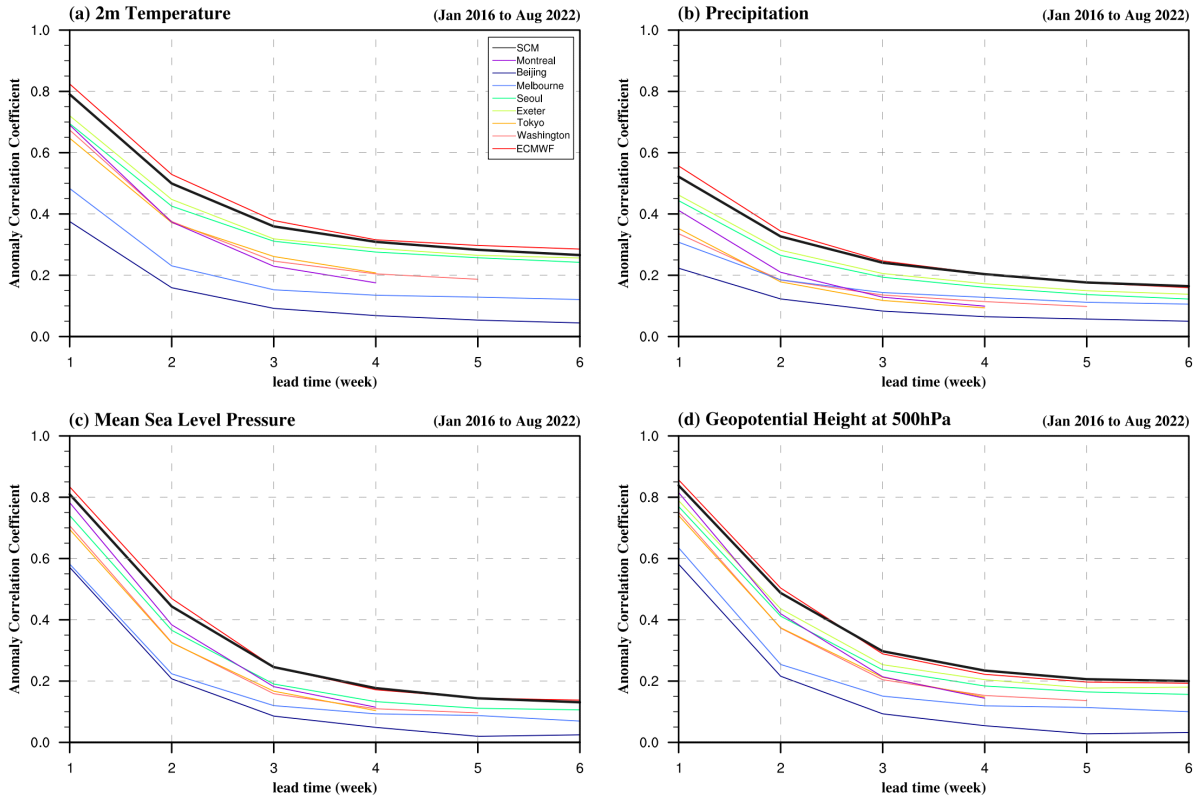 (a) 2m Temperature (Jan 2016 to Aug 2022)
1.0
0.8
0.6
0.4
0.2
0.0
Anomaly Correlation Coefficient
SCM
Montreal
Beijing
Melbourne
Seoul
Exeter
Tokyo
Washington
ECMWF
1 2 3 4 5 6
lead time (week)
(b) Precipitation (Jan 2016 to Aug 2022)
1.0
0.8
0.6
0.4
0.2
0.0
Anomaly Correlation Coefficient
1 2 3 4 5 6
lead time (week)
(c) Mean Sea Level Pressure (Jan 2016 to Aug 2022)
1.0
0.8
0.6
0.4
0.2
0.0
Anomaly Correlation Coefficient
1 2 3 4 5 6
lead time (week)
(d) Geopotential Height at 500hPa (Jan 2016 to Aug 2022)
1.0
0.8
0.6
0.4
0.2
0.0
Anomaly Correlation Coefficient
1 2 3 4 5 6
lead time (week)